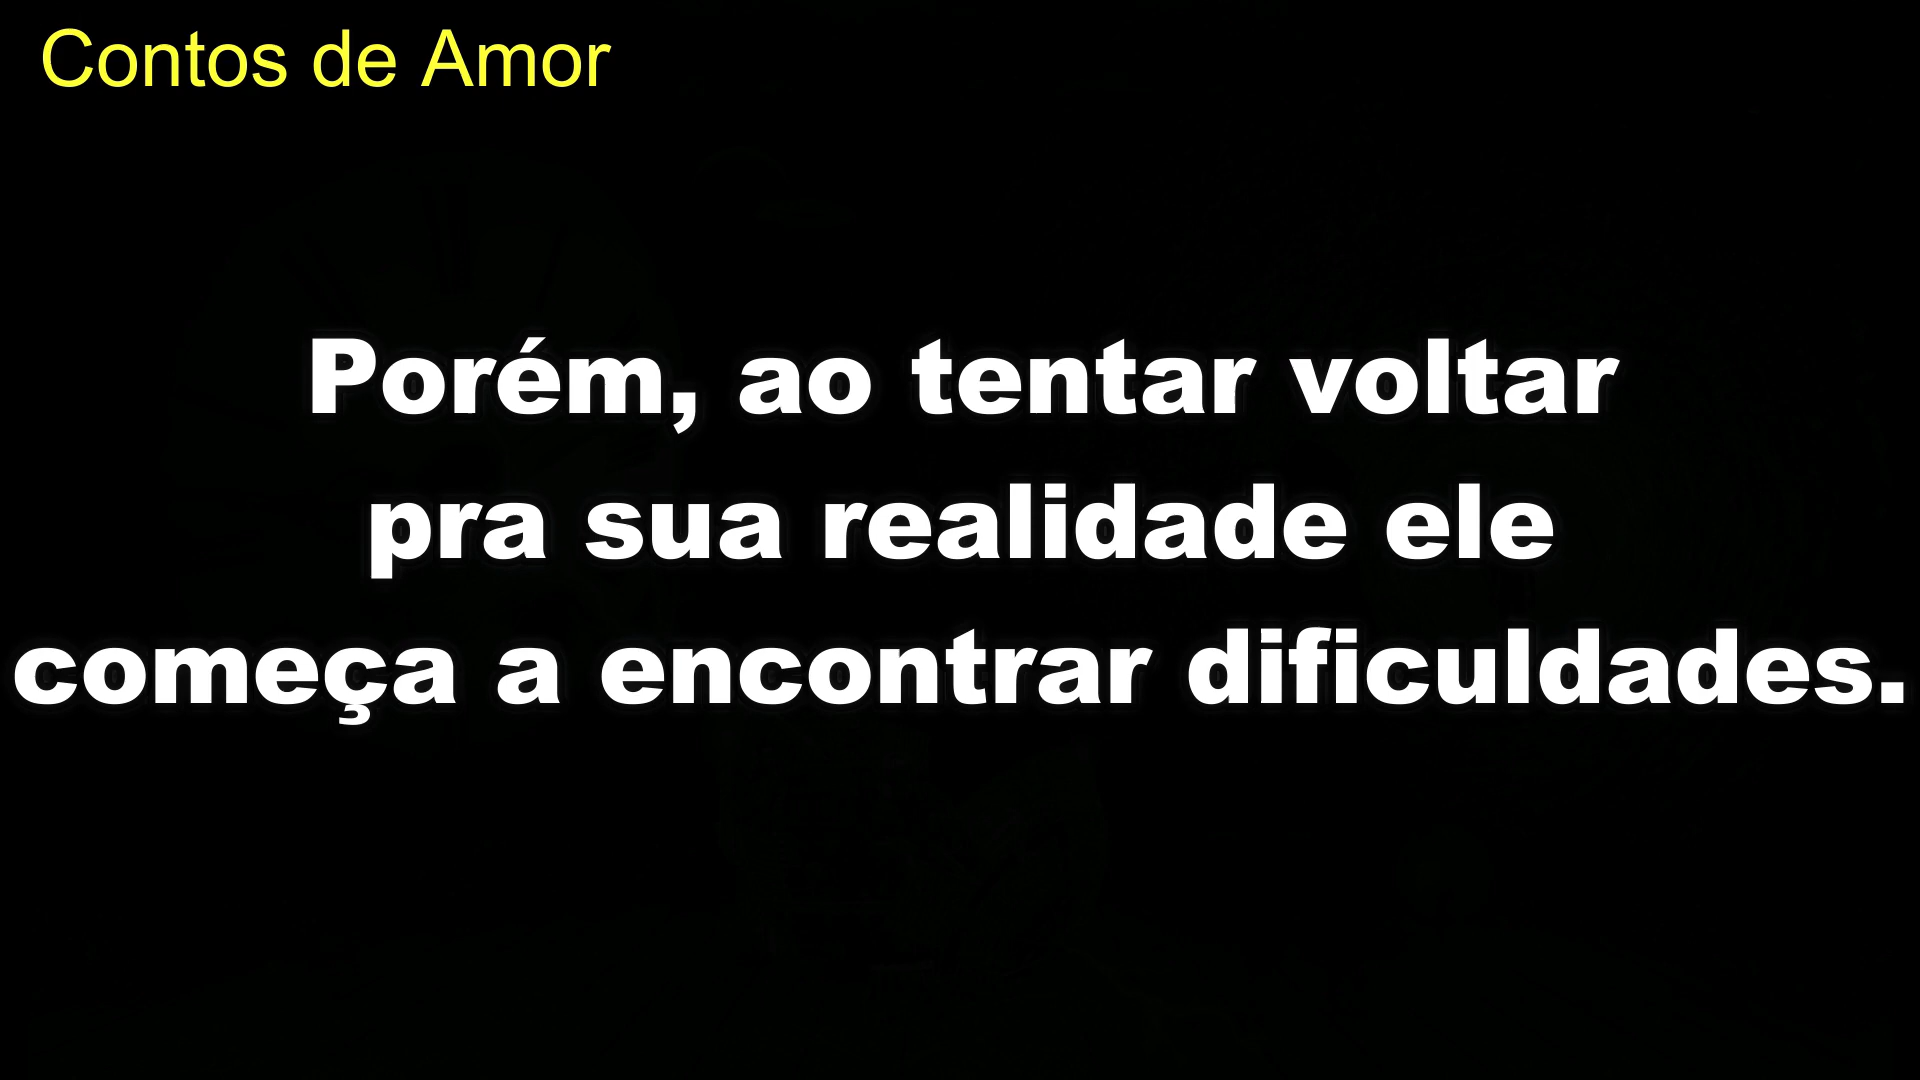 Contos de Amor
Porém, ao tentar voltar
pra sua realidade ele
começa a encontrar dificuldades.